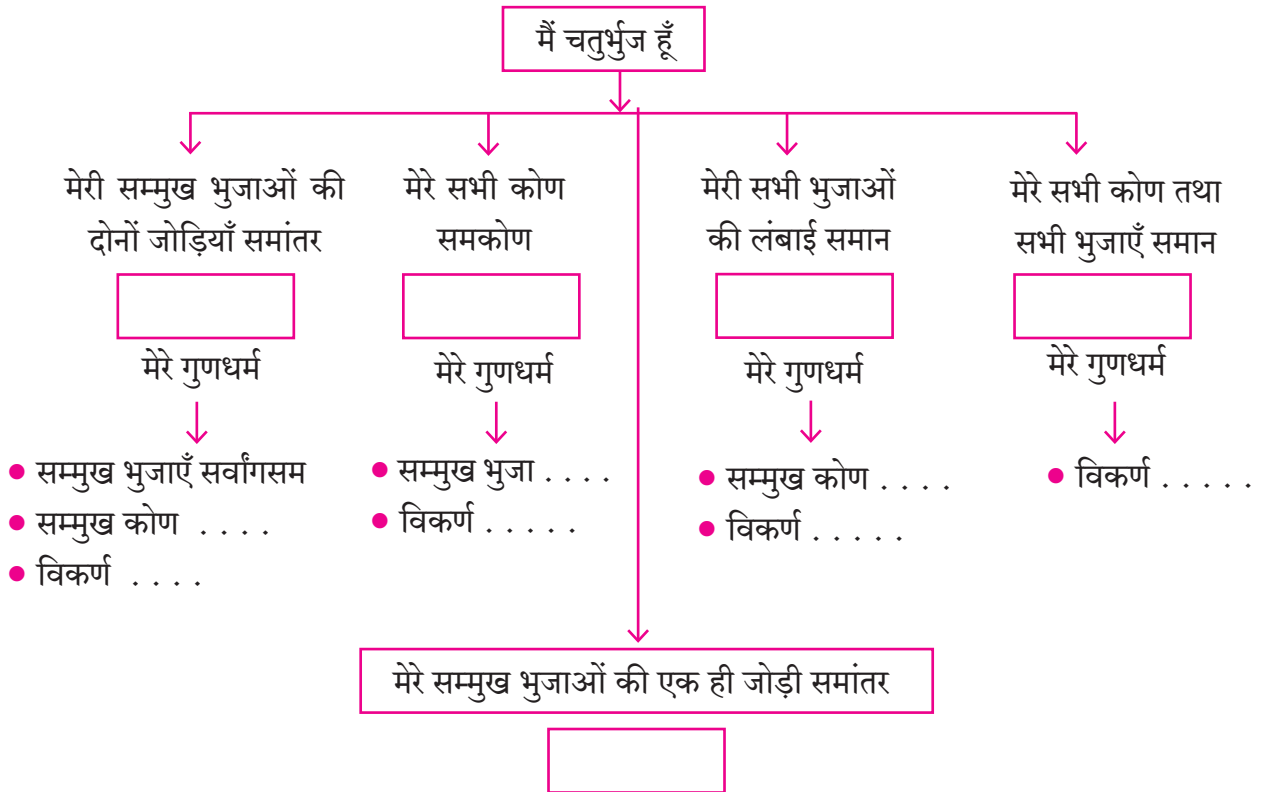 मैं चतुर्भुज हूँ
मेरी सम्मुख भुजाओं की
दोनों जोड़ियाँ समांतर
मेरे गुणधर्म
● सम्मुख भुजाएँ सर्वांगसम
● सम्मुख कोण . . . .
● विकर्ण . . . .
मेरे सभी कोण
समकोण
मेरे गुणधर्म
● सम्मुख भुजा . . . .
● विकर्ण . . . . .
मेरी सभी भुजाओं
की लंबाई समान
मेरे गुणधर्म
● सम्मुख कोण . . . .
● विकर्ण . . . . .
मेरे सभी कोण तथा
सभी भुजाएँ समान
मेरे गुणधर्म
● विकर्ण . . . . .
मेरे सम्मुख भुजाओं की एक ही जोड़ी समांतर